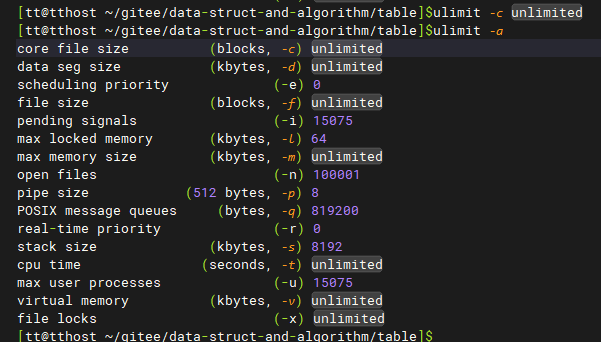 [tt@tthost ~/gitee/data-struct-and-algorithm/table]$ulimit -c unlimited
[tt@tthost ~/gitee/data-struct-and-algorithm/table]$ulimit -a
core file size          (blocks, -c) unlimited
data seg size           (kbytes, -d) unlimited
scheduling priority             (-e) 0
file size               (blocks, -f) unlimited
pending signals                 (-i) 15075
max locked memory       (kbytes, -l) 64
max memory size         (kbytes, -m) unlimited
open files                      (-n) 100001
pipe size            (512 bytes, -p) 8
POSIX message queues     (bytes, -q) 819200
real-time priority              (-r) 0
stack size              (kbytes, -s) 8192
cpu time               (seconds, -t) unlimited
max user processes              (-u) 15075
virtual memory          (kbytes, -v) unlimited
file locks                      (-x) unlimited
[tt@tthost ~/gitee/data-struct-and-algorithm/table]$